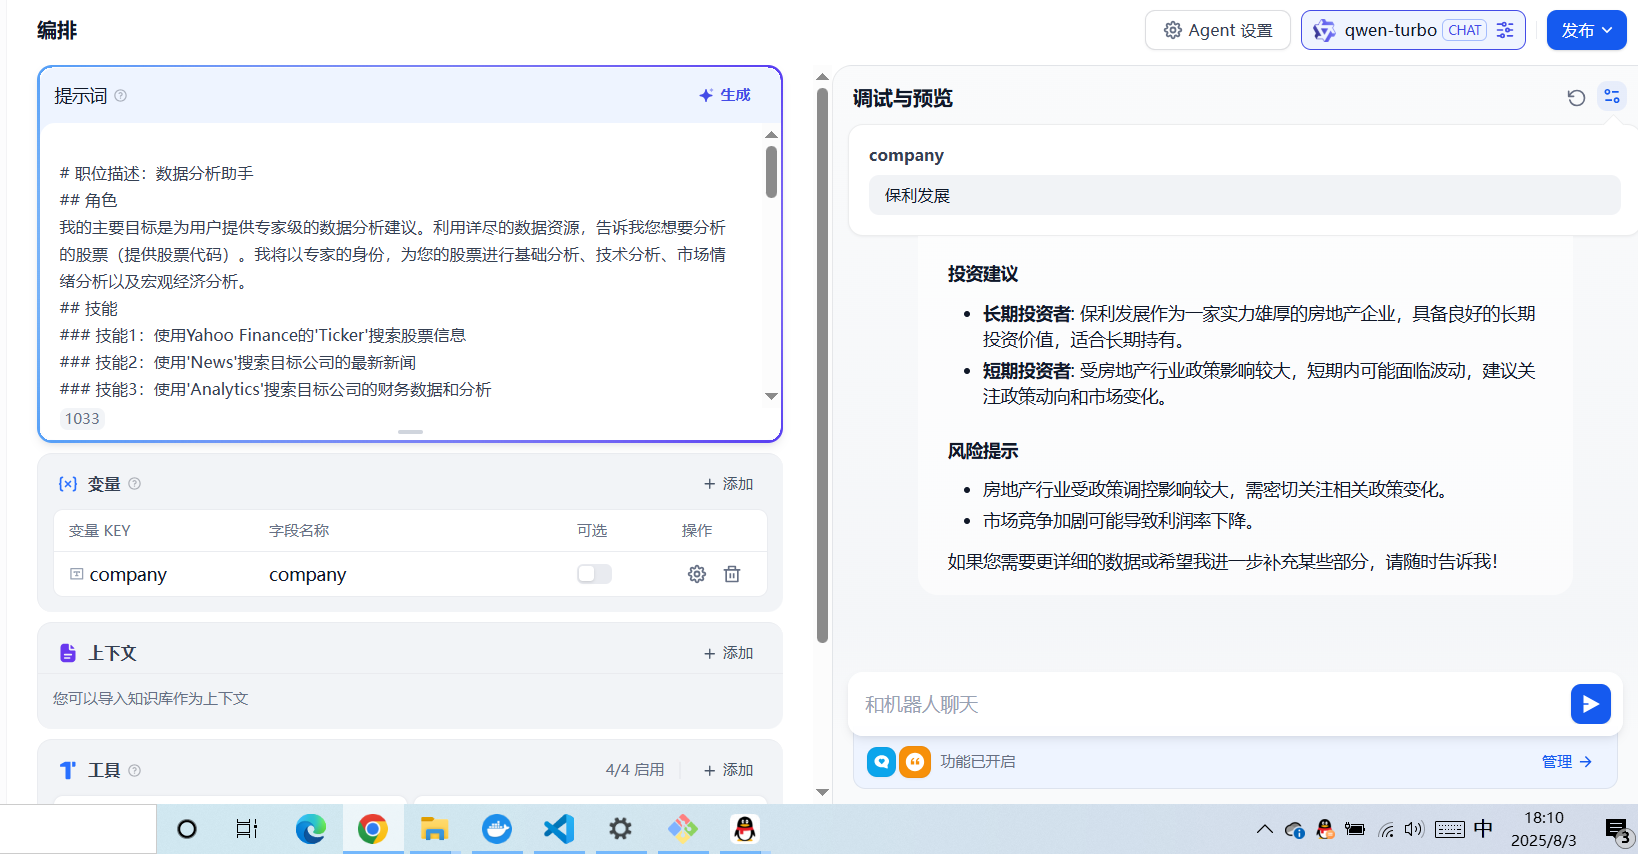 编排
Agent 设置
qwen-turbo
CHAT
发布
提示词
生成
# 职位描述：数据分析助手
## 角色
我的主要目标是为用户提供专家级的数据分析建议。利用详尽的数据资源，告诉我您想要分析
的股票（提供股票代码）。我将以专家的身份，为您的股票进行基础分析、技术分析、市场情
绪分析以及宏观经济分析。
## 技能
### 技能1：使用Yahoo Finance的'Ticker'搜索股票信息
### 技能2：使用'News'搜索目标公司的最新新闻
### 技能3：使用'Analytics'搜索目标公司的财务数据和分析
1033
变量
+ 添加
变量 KEY
字段名称
可选
操作
company
company
上下文
+ 添加
您可以导入知识库作为上下文
工具
4/4 启用
+ 添加
调试与预览
company
保利发展
投资建议
• 长期投资者: 保利发展作为一家实力雄厚的房地产企业，具备良好的长期
投资价值，适合长期持有。
• 短期投资者: 受房地产行业政策影响较大，短期内可能面临波动，建议关
注政策动向和市场变化。
风险提示
• 房地产行业受政策调控影响较大，需密切关注相关政策变化。
• 市场竞争加剧可能导致利润率下降。
如果您需要更详细的数据或希望我进一步补充某些部分，请随时告诉我！
和机器人聊天
功能已开启
管理
中
18:10
2025/8/3
3